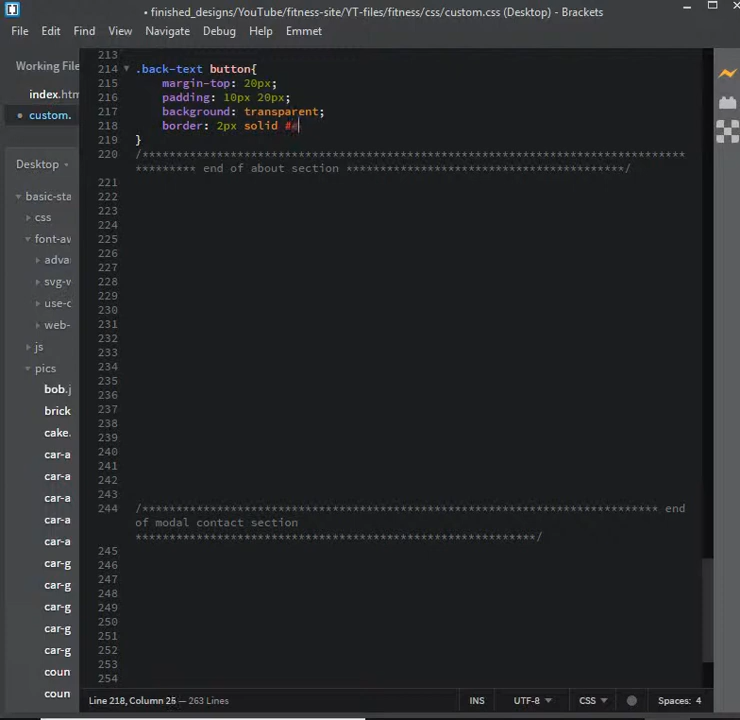 • finished_designs/YouTube/fitness-site/YT-files/fitness/css/custom.css (Desktop) - Brackets
File Edit Find View Navigate Debug Help Emmet
Working File
index.htm
• custom.
Desktop
basic-sta
css
font-aw
adva
svg-v
use-c
web-
js
pics
bob.j
brick
cake.
car-a
car-a
car-a
car-a
car-g
car-g
car-g
car-g
car-g
coun
coun
213
214 .back-text button{
215 margin-top: 20px;
216 padding: 10px 20px;
217 background: transparent;
218 border: 2px solid #
219 }
220 /********************************************************************************
********* end of about section *****************************************/
221
222
223
224
225
226
227
228
229
230
231
232
233
234
235
236
237
238
239
240
241
242
243
244 /**************************************************************************** end
of modal contact section
***********************************************************/
245
246
247
248
249
250
251
252
253
254
Line 218, Column 25 — 263 Lines
INS UTF-8 CSS Spaces: 4